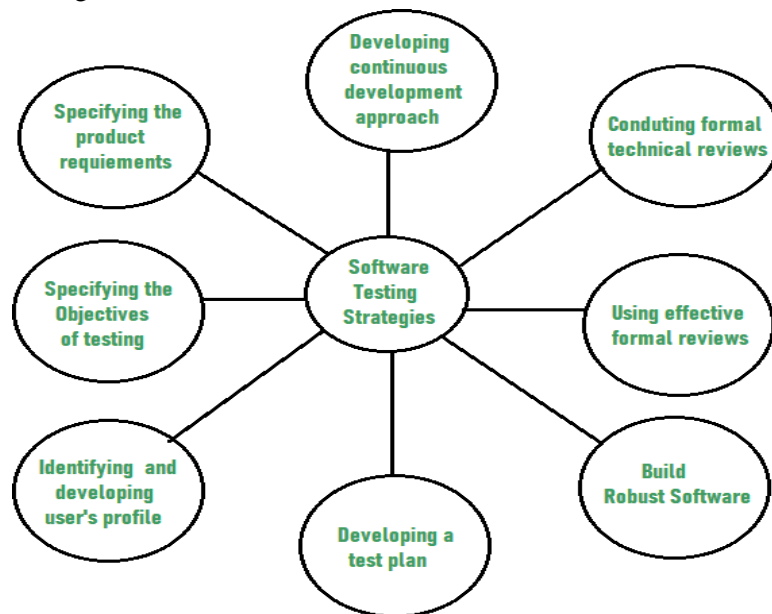 Developing
continuous
development
approach
Specifying the
product
requiements
Conduting formal
technical reviews
Software
Testing
Strategies
Specifying the
Objectives
of testing
Using effective
formal reviews
Identifying and
developing
user's profile
Build
Robust Software
Developing a
test plan